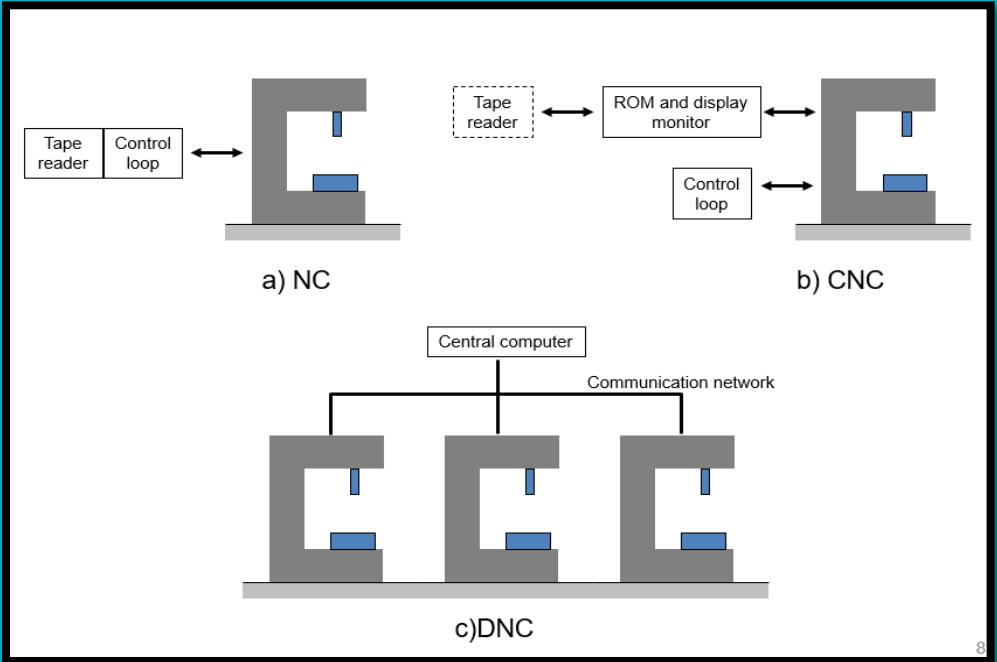 Tape
reader
Control
loop
a) NC
Tape
reader
ROM and display
monitor
Control
loop
b) CNC
Central computer
Communication network
c)DNC
8